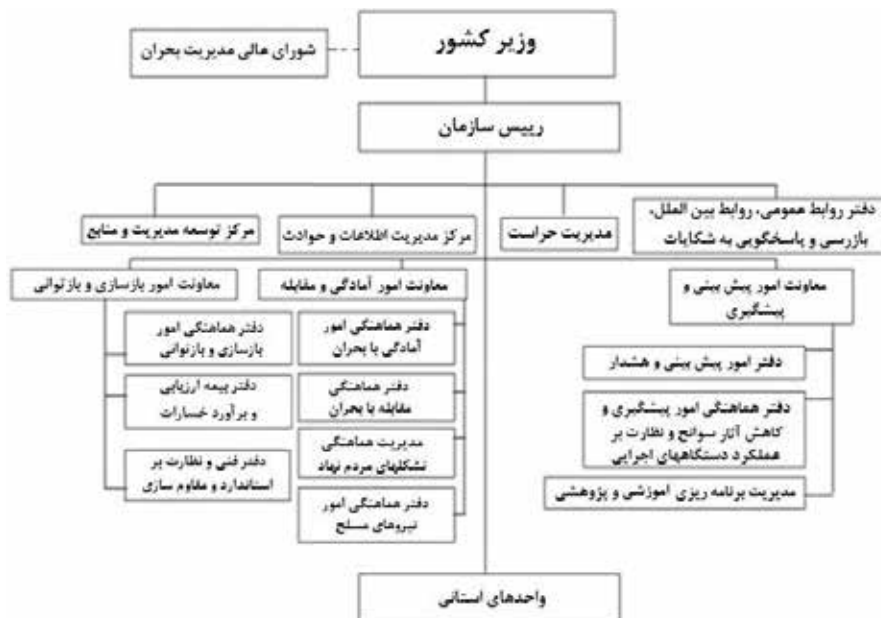 وزیر کشور
شورای عالی مدیریت بحران
رییس سازمان
دفتر روابط عمومی، روابط بین الملل،
بازرسی و پاسخگویی به شکایات
مدیریت حراست
مرکز مدیریت اطلاعات و حوادث
مرکز توسعه مدیریت و منابع
معاونت امور پیش بینی و
پیشگیری
دفتر امور پیش بینی و هشدار
دفتر هماهنگی امور پیشگیری و
کاهش آثار سوانح و نظارت بر
عملکرد دستگاههای اجرایی
مدیریت برنامه ریزی اموزشی و پژوهشی
معاونت امور آمادگی و مقابله
دفتر هماهنگی امور
آمادگی با بحران
دفتر هماهنگی
مقابله با بحران
مدیریت هماهنگی
تشکلهای مردم نهاد
دفتر هماهنگی امور
نیروهای مسلح
معاونت امور بازسازی و بازتوانی
دفتر هماهنگی امور
بازسازی و بازتوانی
دفتر بیمه ارزیابی
و برآورد خسارات
دفتر فنی و نظارت بر
استاندارد و مقاوم سازی
واحدهای استانی